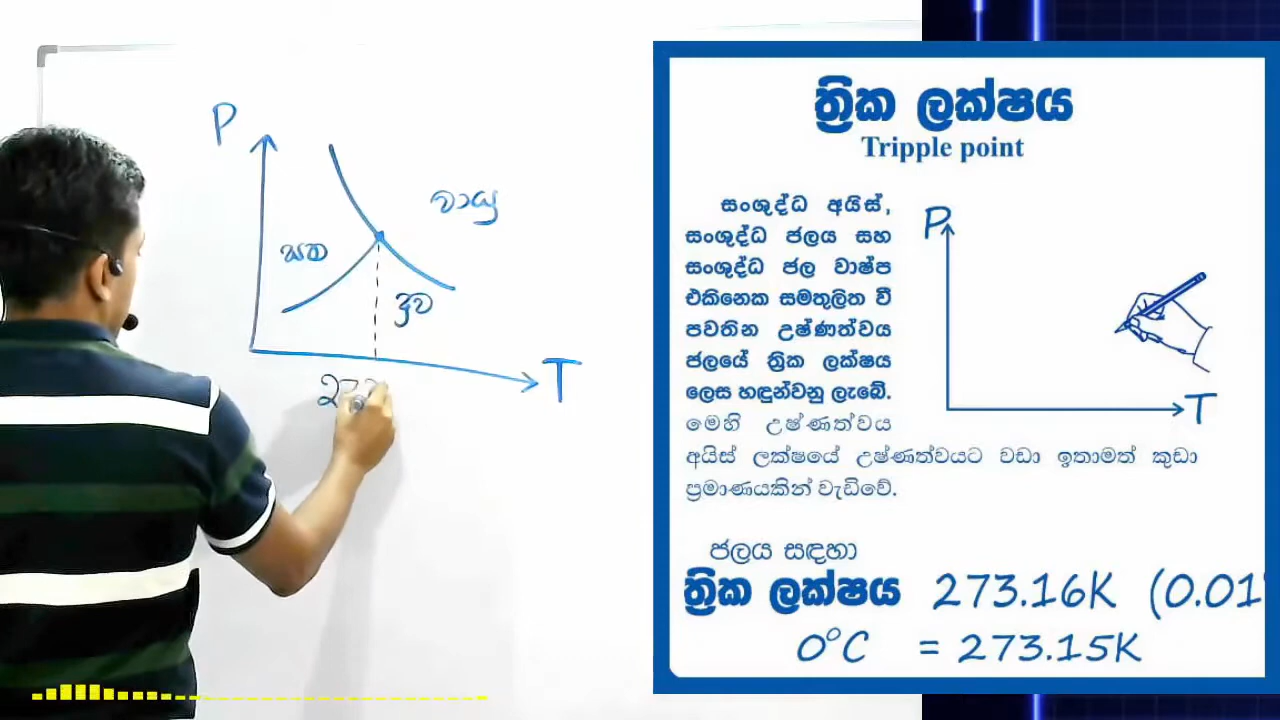 P
වායු
ඝන
ද්‍රව
T
ත්‍රික ලක්ෂය
Tripple point
සංශුද්ධ අයිස්,
සංශුද්ධ ජලය සහ
සංශුද්ධ ජල වාෂ්ප
එකිනෙක සමතුලිත වී
පවතින උෂ්ණත්වය
ජලයේ ත්‍රික ලක්ෂය
ලෙස හඳුන්වනු ලැබේ.
මෙහි උෂ්ණත්වය
අයිස් ලක්ෂයේ උෂ්ණත්වයට වඩා ඉතාමත් කුඩා
ප්‍රමාණයකින් වැඩිවේ.
P
T
ජලය සඳහා
ත්‍රික ලක්ෂය 273.16K (0.01
0°C = 273.15K